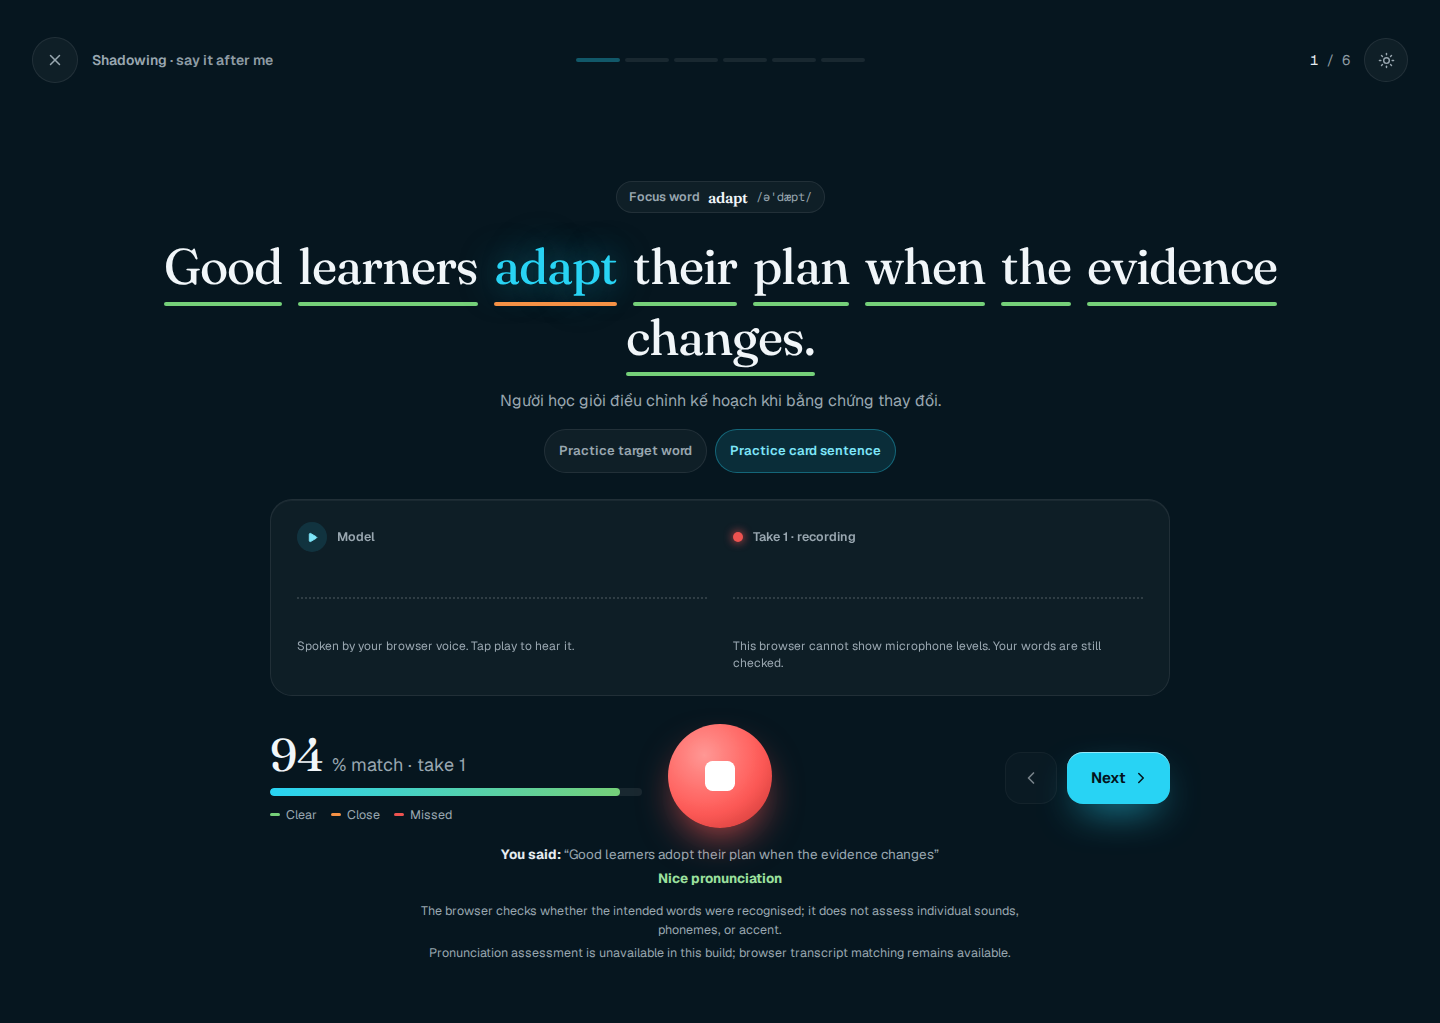 Shadowing · say it after me
1 / 6
Focus word adapt /əˈdæpt/
Good learners adapt their plan when the evidence
changes.
Người học giỏi điều chỉnh kế hoạch khi bằng chứng thay đổi.
Practice target word
Practice card sentence
Model
Spoken by your browser voice. Tap play to hear it.
Take 1 · recording
This browser cannot show microphone levels. Your words are still
checked.
94 % match · take 1
Clear Close Missed
Next
You said: “Good learners adopt their plan when the evidence changes”
Nice pronunciation
The browser checks whether the intended words were recognised; it does not assess individual sounds,
phonemes, or accent.
Pronunciation assessment is unavailable in this build; browser transcript matching remains available.